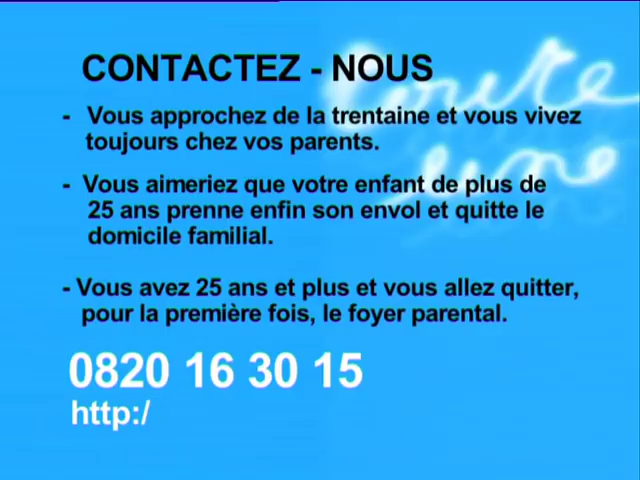 CONTACTEZ - NOUS
- Vous approchez de la trentaine et vous vivez
toujours chez vos parents.
- Vous aimeriez que votre enfant de plus de
25 ans prenne enfin son envol et quitte le
domicile familial.
- Vous avez 25 ans et plus et vous allez quitter,
pour la première fois, le foyer parental.
0820 16 30 15
http:/